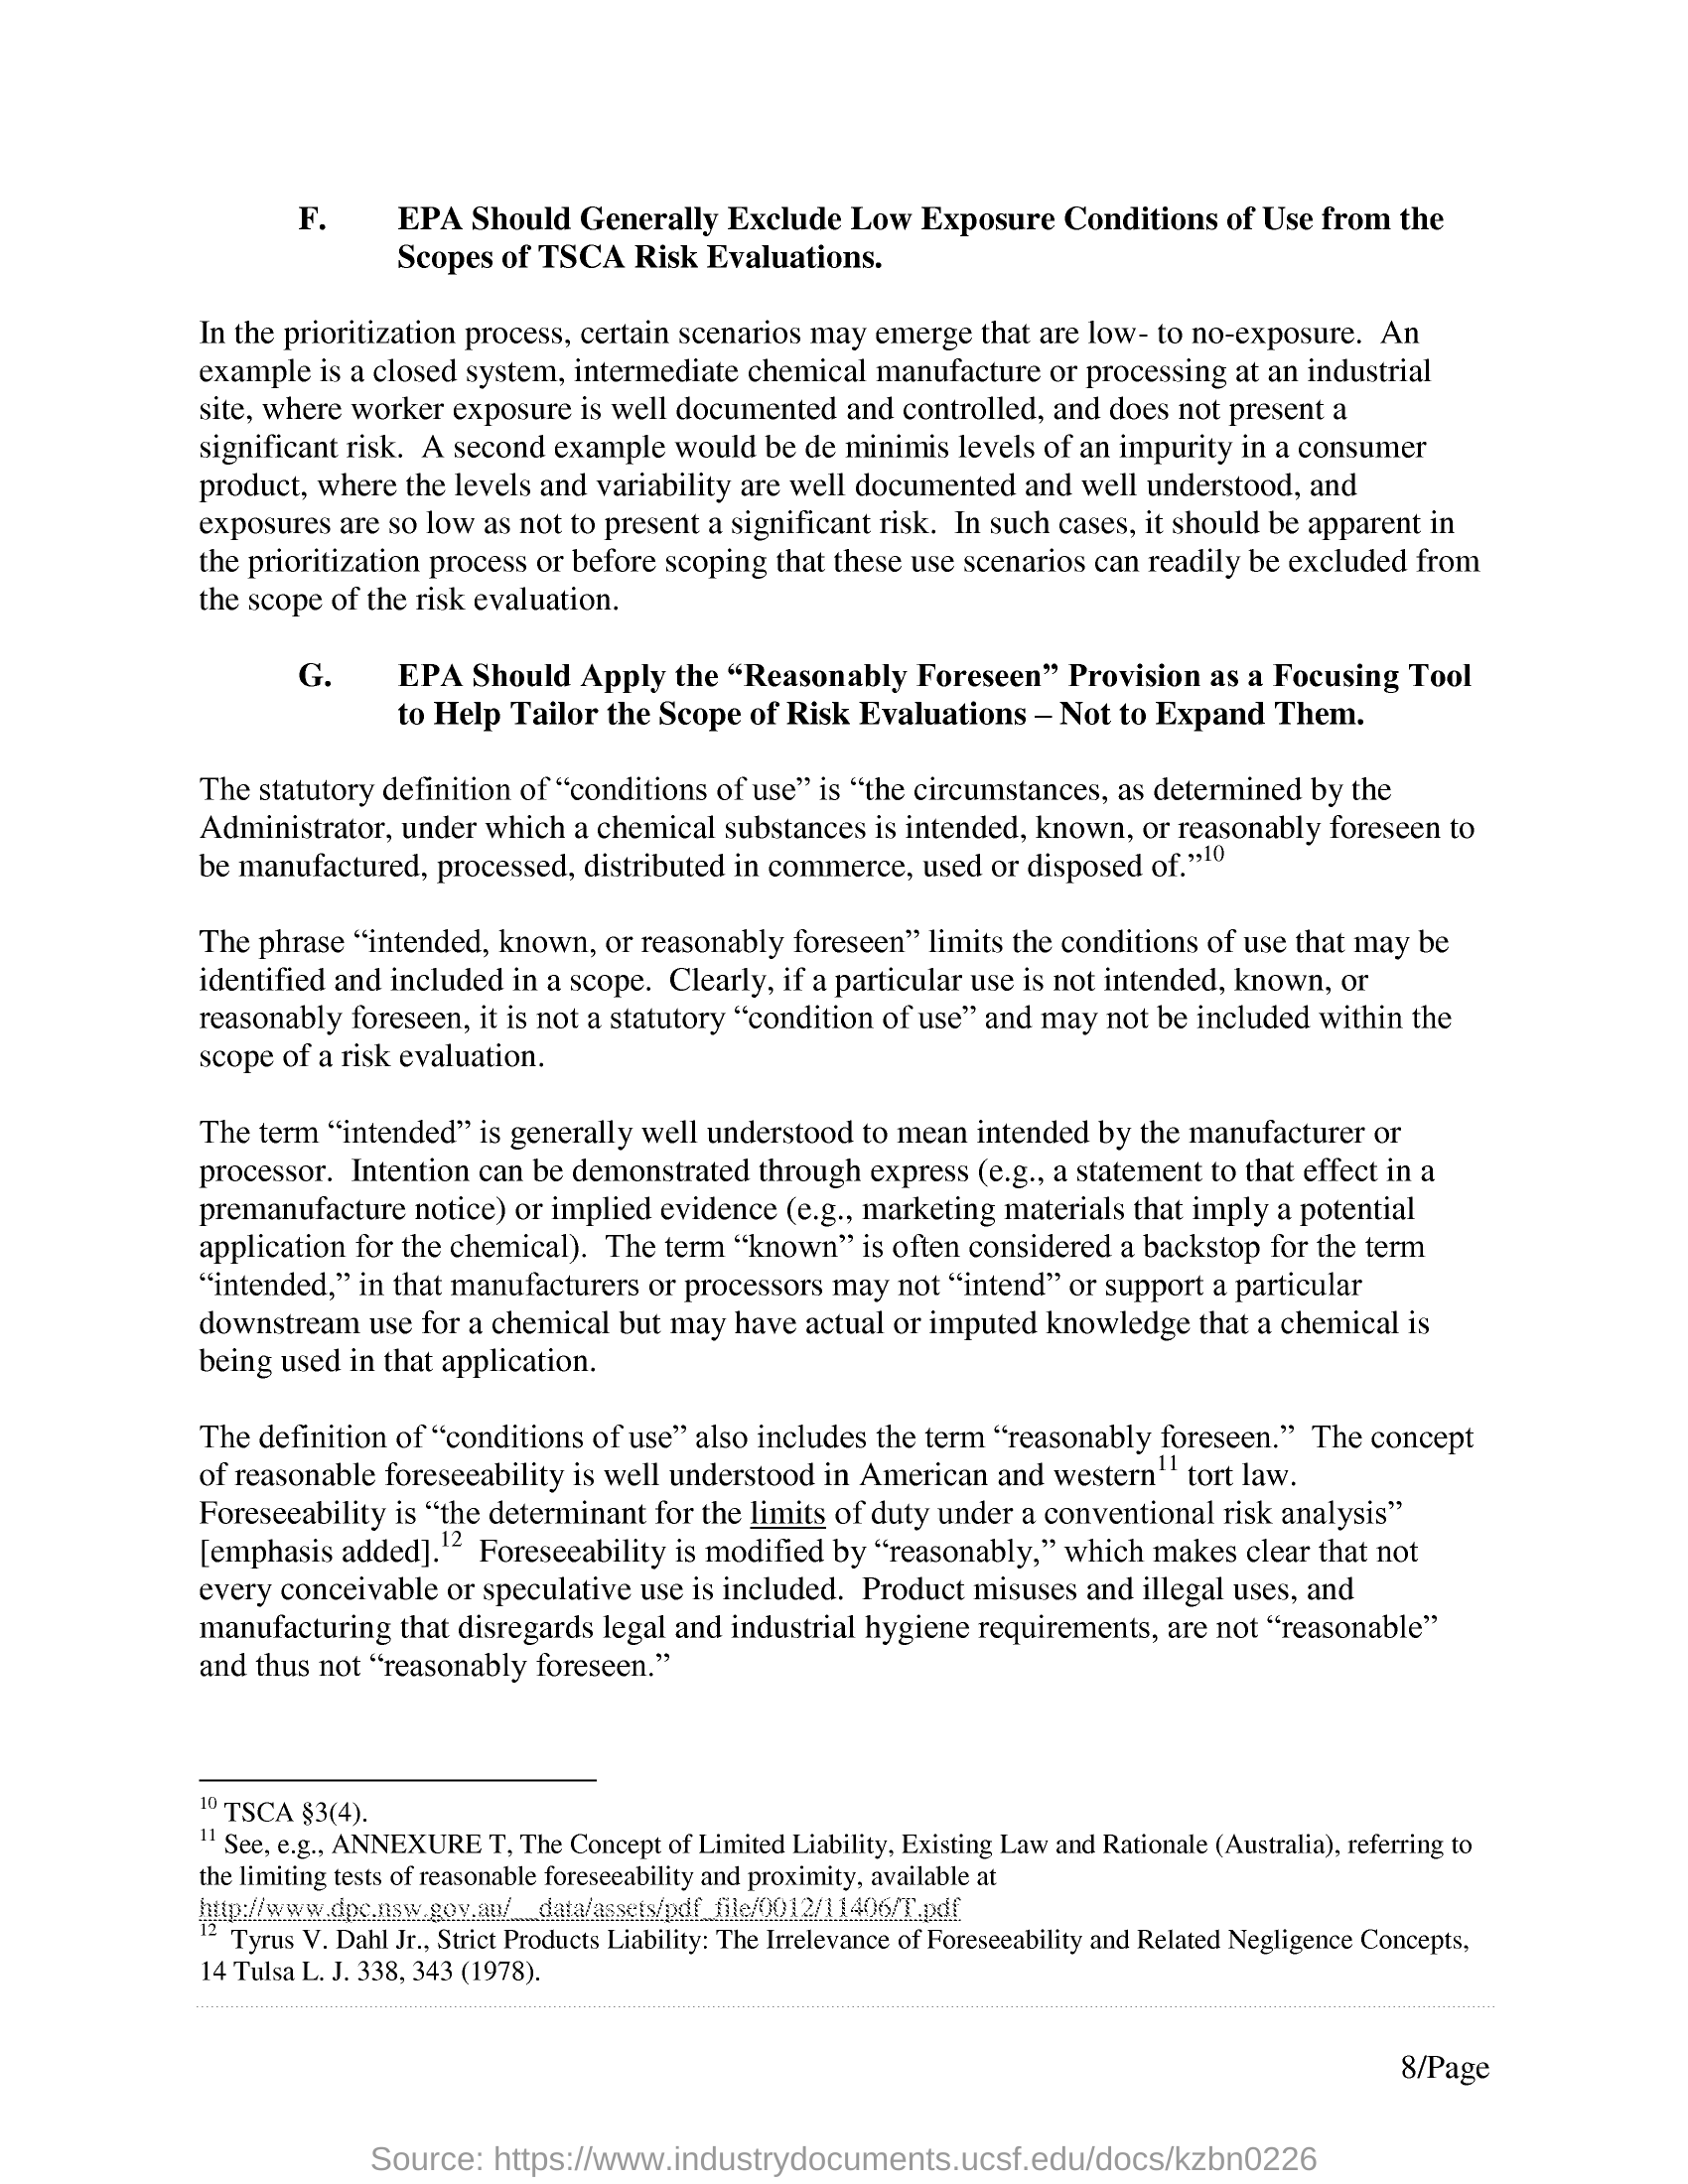 F. EPA Should Generally Exclude Low Exposure Conditions of Use from the
Scopes of TSCA Risk Evaluations.
In the prioritization process, certain scenarios may emerge that are low- to no-exposure.  An
example is a closed system, intermediate chemical manufacture or processing at an industrial
site, where worker exposure is well documented and controlled, and does not present a
significant risk.  A second example would be de minimis levels of an impurity in a consumer
product, where the levels and variability are well documented and well understood, and
exposures are so low as not to present a significant risk.  In such cases, it should be apparent in
the prioritization process or before scoping that these use scenarios can readily be excluded from
the scope of the risk evaluation.
G. EPA Should Apply the “Reasonably Foreseen” Provision as a Focusing Tool
to Help Tailor the Scope of Risk Evaluations – Not to Expand Them.
The statutory definition of “conditions of use” is “the circumstances, as determined by the
Administrator, under which a chemical substances is intended, known, or reasonably foreseen to
be manufactured, processed, distributed in commerce, used or disposed of.”10
The phrase “intended, known, or reasonably foreseen” limits the conditions of use that may be
identified and included in a scope.  Clearly, if a particular use is not intended, known, or
reasonably foreseen, it is not a statutory “condition of use” and may not be included within the
scope of a risk evaluation.
The term “intended” is generally well understood to mean intended by the manufacturer or
processor.  Intention can be demonstrated through express (e.g., a statement to that effect in a
premanufacture notice) or implied evidence (e.g., marketing materials that imply a potential
application for the chemical).  The term “known” is often considered a backstop for the term
“intended,” in that manufacturers or processors may not “intend” or support a particular
downstream use for a chemical but may have actual or imputed knowledge that a chemical is
being used in that application.
The definition of “conditions of use” also includes the term “reasonably foreseen.”  The concept
of reasonable foreseeability is well understood in American and western11 tort law.
Foreseeability is “the determinant for the limits of duty under a conventional risk analysis”
[emphasis added].12  Foreseeability is modified by “reasonably,” which makes clear that not
every conceivable or speculative use is included.  Product misuses and illegal uses, and
manufacturing that disregards legal and industrial hygiene requirements, are not “reasonable”
and thus not “reasonably foreseen.”
10 TSCA §3(4).
11 See, e.g., ANNEXURE T, The Concept of Limited Liability, Existing Law and Rationale (Australia), referring to
the limiting tests of reasonable foreseeability and proximity, available at
http://www.dpc.nsw.gov.au/__data/assets/pdf_file/0012/11406/T.pdf
12  Tyrus V. Dahl Jr., Strict Products Liability: The Irrelevance of Foreseeability and Related Negligence Concepts,
14 Tulsa L. J. 338, 343 (1978).
8/Page
Source: https://www.industrydocuments.ucsf.edu/docs/kzbn0226